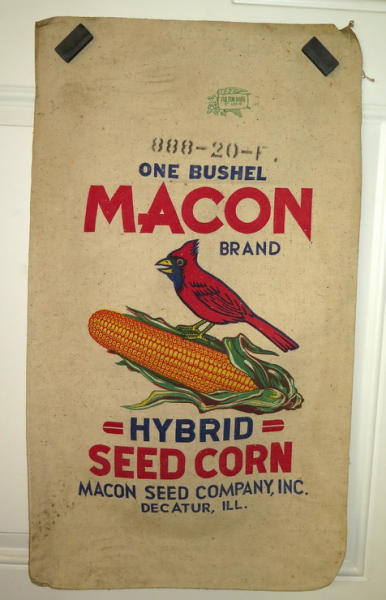 888-20-F.
ONE BUSHEL
MACON
BRAND
= HYBRID =
SEED CORN
MACON SEED COMPANY, INC.
DECATUR, ILL.